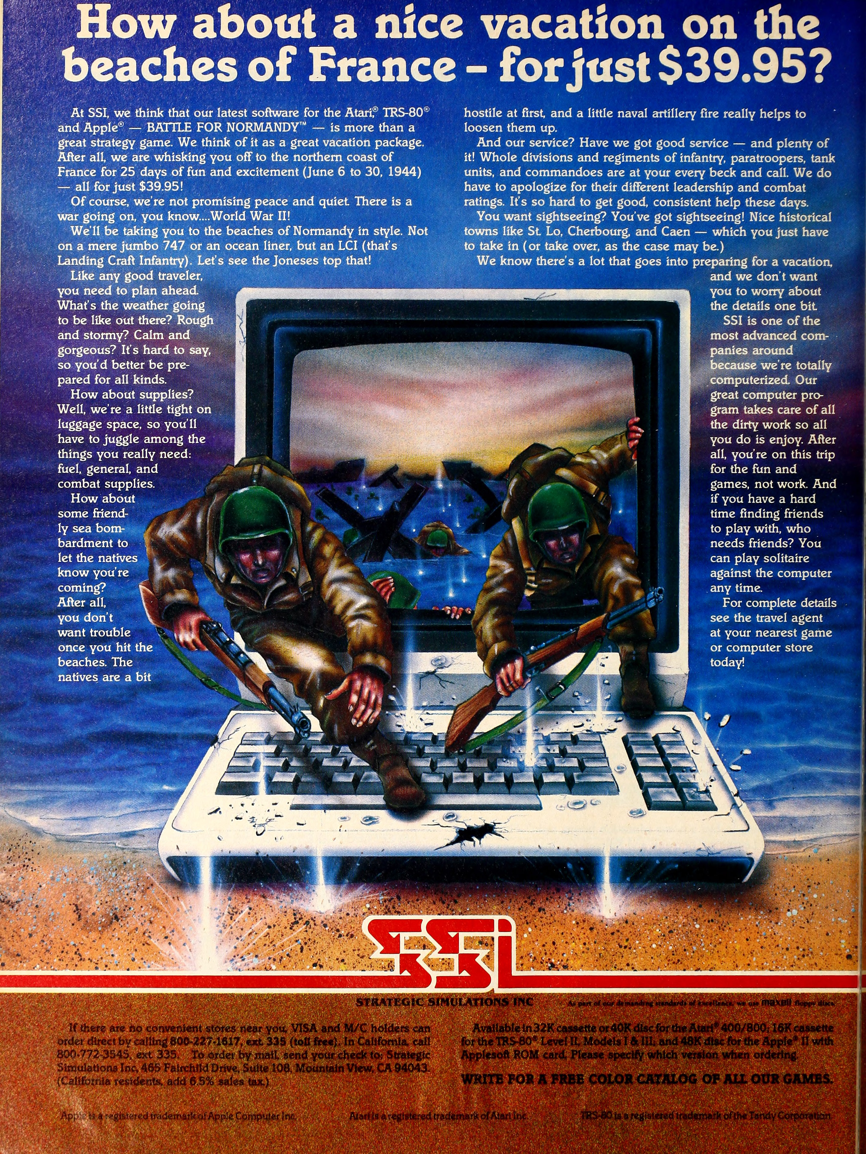 How about a nice vacation on the
beaches of France – for just $39.95?
At SSI, we think that our latest software for the Atari,® TRS-80®
and Apple® — BATTLE FOR NORMANDY™ — is more than a
great strategy game. We think of it as a great vacation package.
After all, we are whisking you off to the northern coast of
France for 25 days of fun and excitement (June 6 to 30, 1944)
— all for just $39.95!
Of course, we're not promising peace and quiet. There is a
war going on, you know....World War II!
We'll be taking you to the beaches of Normandy in style. Not
on a mere jumbo 747 or an ocean liner, but an LCI (that's
Landing Craft Infantry). Let's see the Joneses top that!
Like any good traveler,
you need to plan ahead.
What's the weather going
to be like out there? Rough
and stormy? Calm and
gorgeous? It's hard to say,
so you'd better be pre-
pared for all kinds.
How about supplies?
Well, we're a little tight on
luggage space, so you'll
have to juggle among the
things you really need:
fuel, general, and
combat supplies.
How about
some friend-
ly sea bom-
bardment to
let the natives
know you're
coming?
After all,
you don't
want trouble
once you hit the
beaches. The
natives are a bit
hostile at first, and a little naval artillery fire really helps to
loosen them up.
And our service? Have we got good service — and plenty of
it! Whole divisions and regiments of infantry, paratroopers, tank
units, and commandoes are at your every beck and call. We do
have to apologize for their different leadership and combat
ratings. It's so hard to get good, consistent help these days.
You want sightseeing? You've got sightseeing! Nice historical
towns like St. Lo, Cherbourg, and Caen — which you just have
to take in (or take over, as the case may be.)
We know there's a lot that goes into preparing for a vacation,
and we don't want
you to worry about
the details one bit.
SSI is one of the
most advanced com-
panies around
because we're totally
computerized. Our
great computer pro-
gram takes care of all
the dirty work so all
you do is enjoy. After
all, you're on this trip
for the fun and
games, not work. And
if you have a hard
time finding friends
to play with, who
needs friends? You
can play solitaire
against the computer
any time.
For complete details
see the travel agent
at your nearest game
or computer store
today!
SSI
STRATEGIC SIMULATIONS INC
As part of our demanding standards of excellence, we use maxell floppy discs.
If there are no convenient stores near you, VISA and M/C holders can
order direct by calling 800-227-1617, ext. 335 (toll free). In California, call
800-772-3545, ext. 335. To order by mail, send your check to: Strategic
Simulations Inc, 465 Fairchild Drive, Suite 108, Mountain View, CA 94043.
(California residents, add 6.5% sales tax.)
Available in 32K cassette or 40K disc for the Atari® 400/800; 16K cassette
for the TRS-80® Level II, Models I & III, and 48K disc for the Apple® II with
Applesoft ROM card. Please specify which version when ordering.
WRITE FOR A FREE COLOR CATALOG OF ALL OUR GAMES.
Apple is a registered trademark of Apple Computer Inc.
Atari is a registered trademark of Atari Inc.
TRS-80 is a registered trademark of the Tandy Corporation.